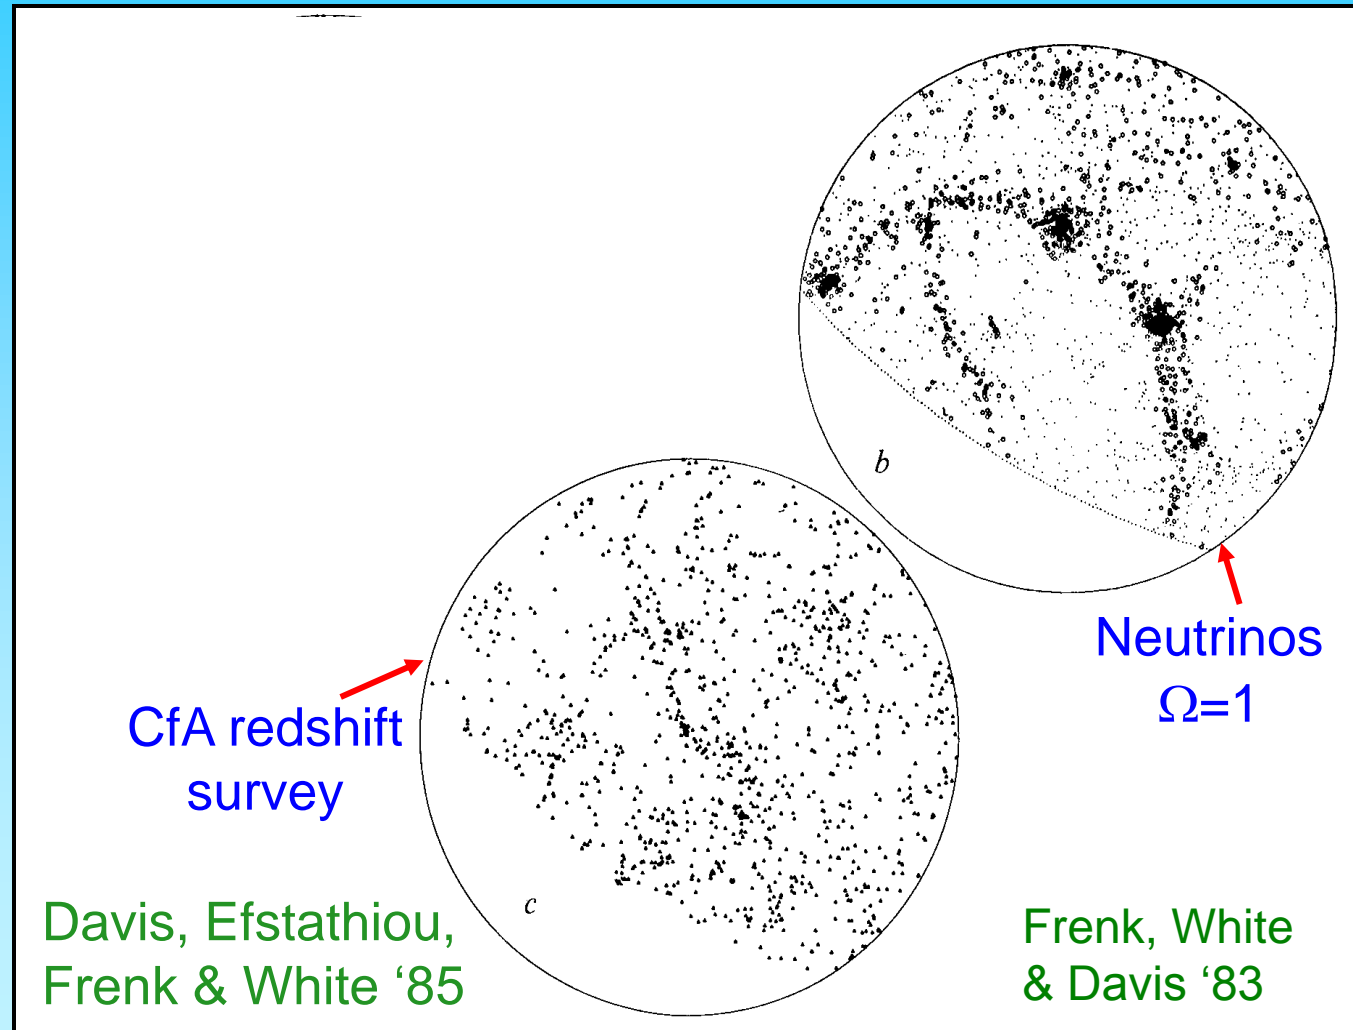 b
Neutrinos
Ω=1
CfA redshift
survey
c
Davis, Efstathiou,
Frenk & White ‘85
Frenk, White
& Davis ‘83